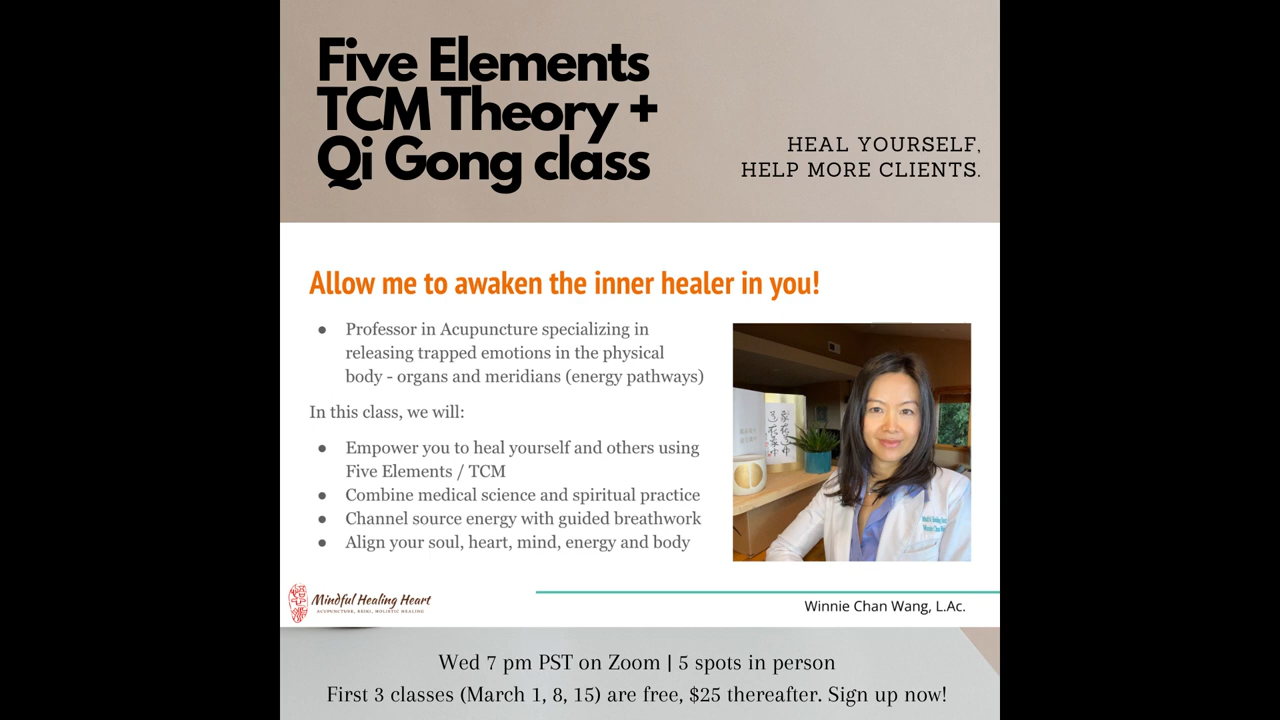 Five Elements
TCM Theory +
Qi Gong class
HEAL YOURSELF,
HELP MORE CLIENTS.
Allow me to awaken the inner healer in you!
● Professor in Acupuncture specializing in
releasing trapped emotions in the physical
body - organs and meridians (energy pathways)
In this class, we will:
● Empower you to heal yourself and others using
Five Elements / TCM
● Combine medical science and spiritual practice
● Channel source energy with guided breathwork
● Align your soul, heart, mind, energy and body
Mindful Healing Heart
ACUPUNCTURE, REIKI, HOLISTIC HEALING
Winnie Chan Wang, L.Ac.
Wed 7 pm PST on Zoom | 5 spots in person
First 3 classes (March 1, 8, 15) are free, $25 thereafter. Sign up now!